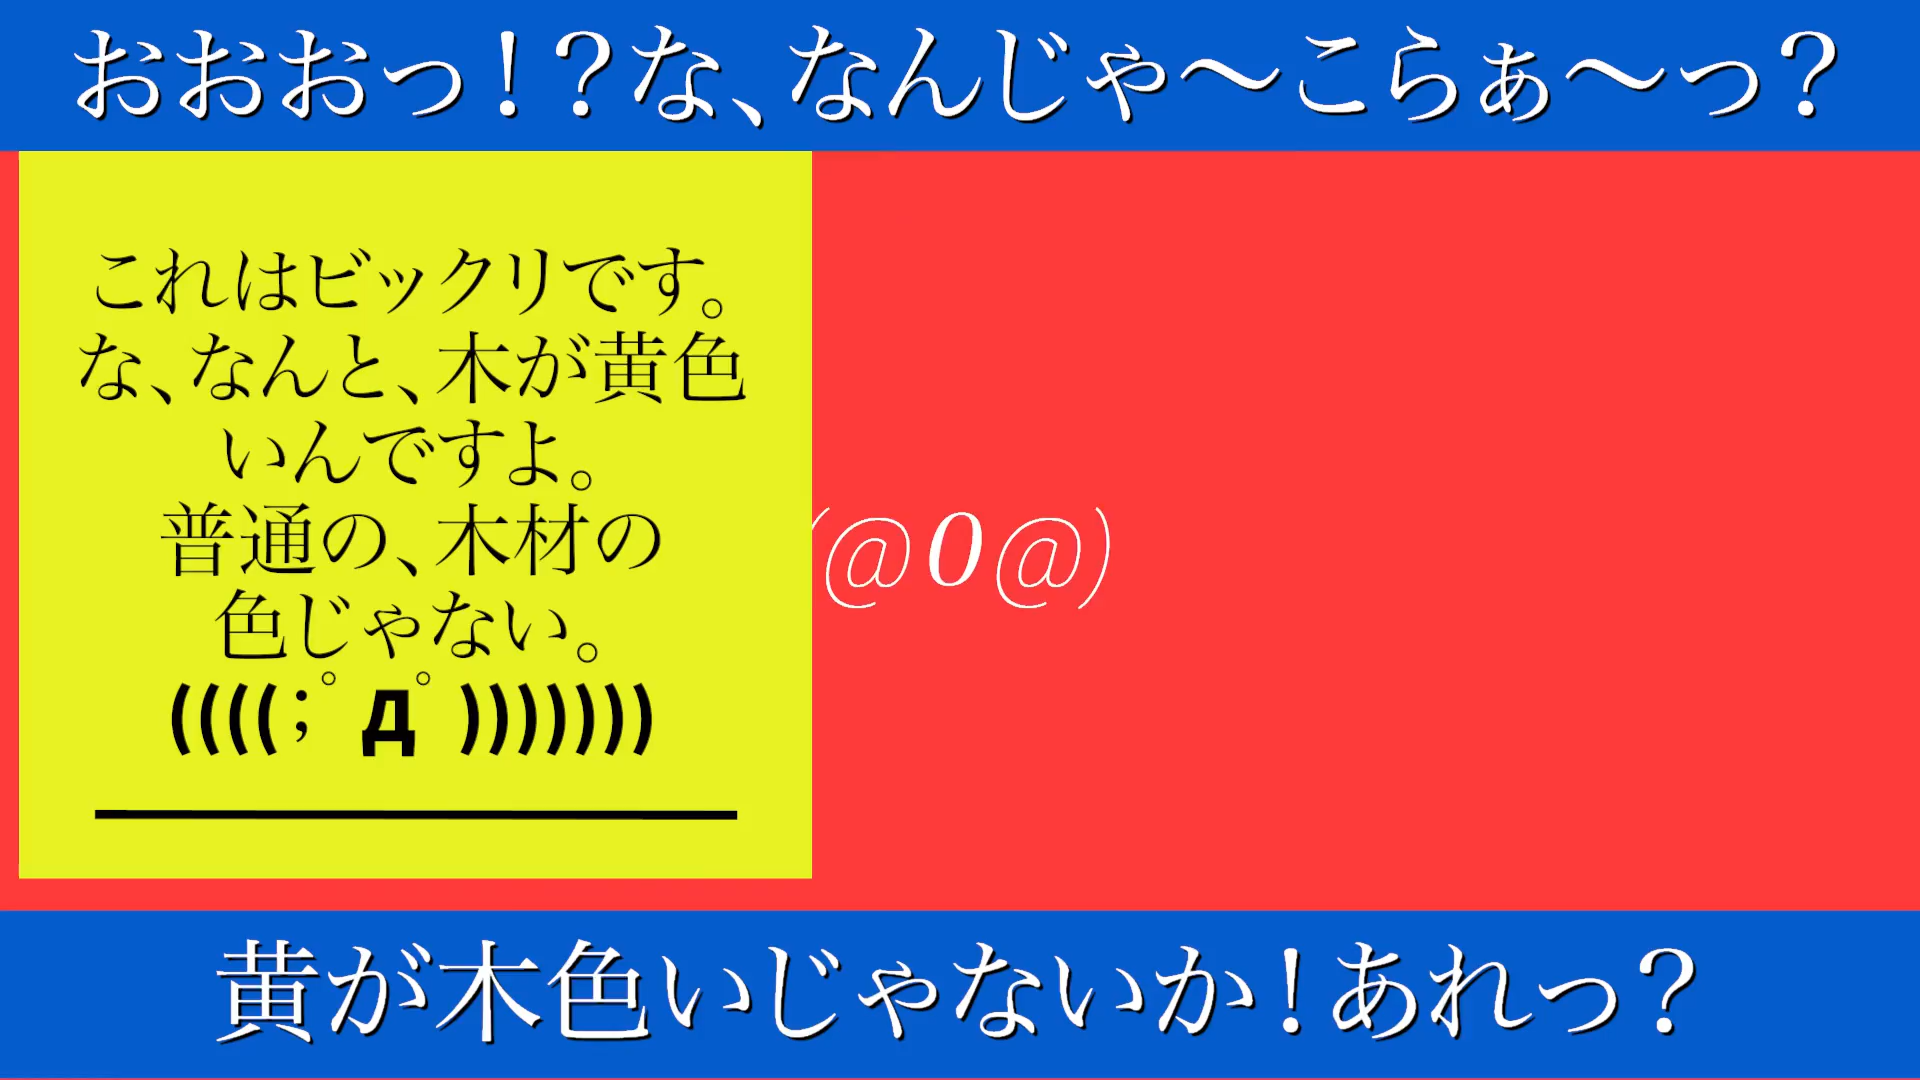 おおおっ！？な、なんじゃ～こらぁ～っ？
これはビックリです。
な、なんと、木が黄色
いんですよ。
普通の、木材の
色じゃない。
((((；ﾟДﾟ)))))))
(@O@)
黄が木色いじゃないか！あれっ？